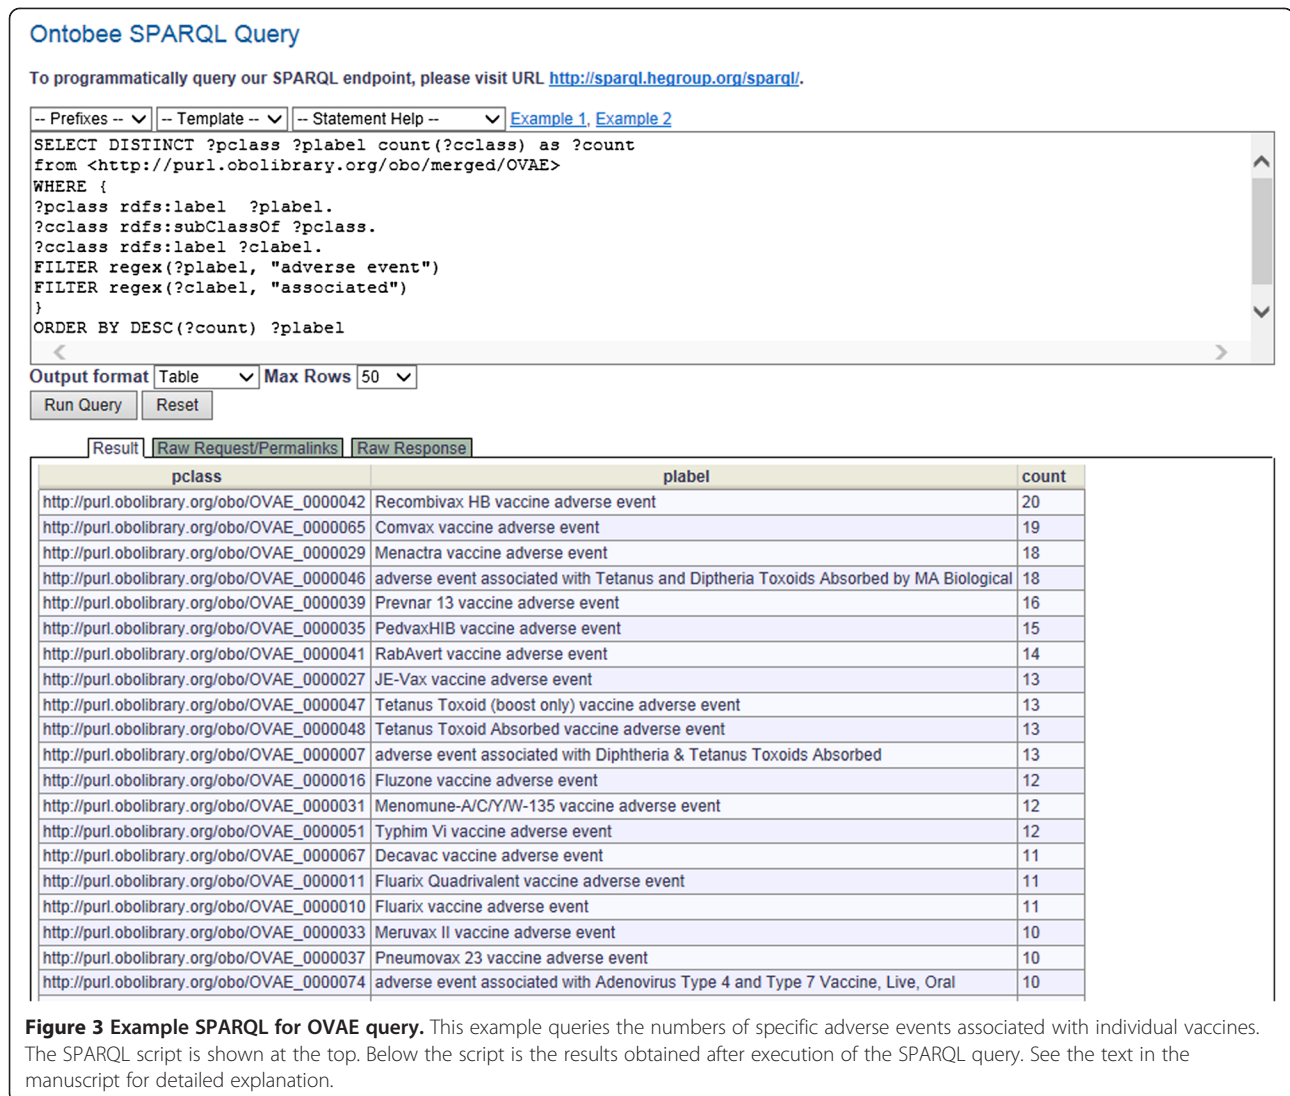 Ontobee SPARQL Query
To programmatically query our SPARQL endpoint, please visit URL http://sparql.hegroup.org/sparql/.
-- Prefixes -- -- Template -- -- Statement Help -- Example 1, Example 2
SELECT DISTINCT ?pclass ?plabel count(?cclass) as ?count
from <http://purl.obolibrary.org/obo/merged/OVAE>
WHERE {
?pclass rdfs:label  ?plabel.
?cclass rdfs:subClassOf ?pclass.
?cclass rdfs:label ?clabel.
FILTER regex(?plabel, "adverse event")
FILTER regex(?clabel, "associated")
}
ORDER BY DESC(?count) ?plabel
Output format Table Max Rows 50
Run Query Reset
Result Raw Request/Permalinks Raw Response
pclass plabel count
http://purl.obolibrary.org/obo/OVAE_0000042 Recombivax HB vaccine adverse event 20
http://purl.obolibrary.org/obo/OVAE_0000065 Comvax vaccine adverse event 19
http://purl.obolibrary.org/obo/OVAE_0000029 Menactra vaccine adverse event 18
http://purl.obolibrary.org/obo/OVAE_0000046 adverse event associated with Tetanus and Diptheria Toxoids Absorbed by MA Biological 18
http://purl.obolibrary.org/obo/OVAE_0000039 Prevnar 13 vaccine adverse event 16
http://purl.obolibrary.org/obo/OVAE_0000035 PedvaxHIB vaccine adverse event 15
http://purl.obolibrary.org/obo/OVAE_0000041 RabAvert vaccine adverse event 14
http://purl.obolibrary.org/obo/OVAE_0000027 JE-Vax vaccine adverse event 13
http://purl.obolibrary.org/obo/OVAE_0000047 Tetanus Toxoid (boost only) vaccine adverse event 13
http://purl.obolibrary.org/obo/OVAE_0000048 Tetanus Toxoid Absorbed vaccine adverse event 13
http://purl.obolibrary.org/obo/OVAE_0000007 adverse event associated with Diphtheria & Tetanus Toxoids Absorbed 13
http://purl.obolibrary.org/obo/OVAE_0000016 Fluzone vaccine adverse event 12
http://purl.obolibrary.org/obo/OVAE_0000031 Menomune-A/C/Y/W-135 vaccine adverse event 12
http://purl.obolibrary.org/obo/OVAE_0000051 Typhim Vi vaccine adverse event 12
http://purl.obolibrary.org/obo/OVAE_0000067 Decavac vaccine adverse event 11
http://purl.obolibrary.org/obo/OVAE_0000011 Fluarix Quadrivalent vaccine adverse event 11
http://purl.obolibrary.org/obo/OVAE_0000010 Fluarix vaccine adverse event 11
http://purl.obolibrary.org/obo/OVAE_0000033 Meruvax II vaccine adverse event 10
http://purl.obolibrary.org/obo/OVAE_0000037 Pneumovax 23 vaccine adverse event 10
http://purl.obolibrary.org/obo/OVAE_0000074 adverse event associated with Adenovirus Type 4 and Type 7 Vaccine, Live, Oral 10
Figure 3 Example SPARQL for OVAE query. This example queries the numbers of specific adverse events associated with individual vaccines.
The SPARQL script is shown at the top. Below the script is the results obtained after execution of the SPARQL query. See the text in the
manuscript for detailed explanation.